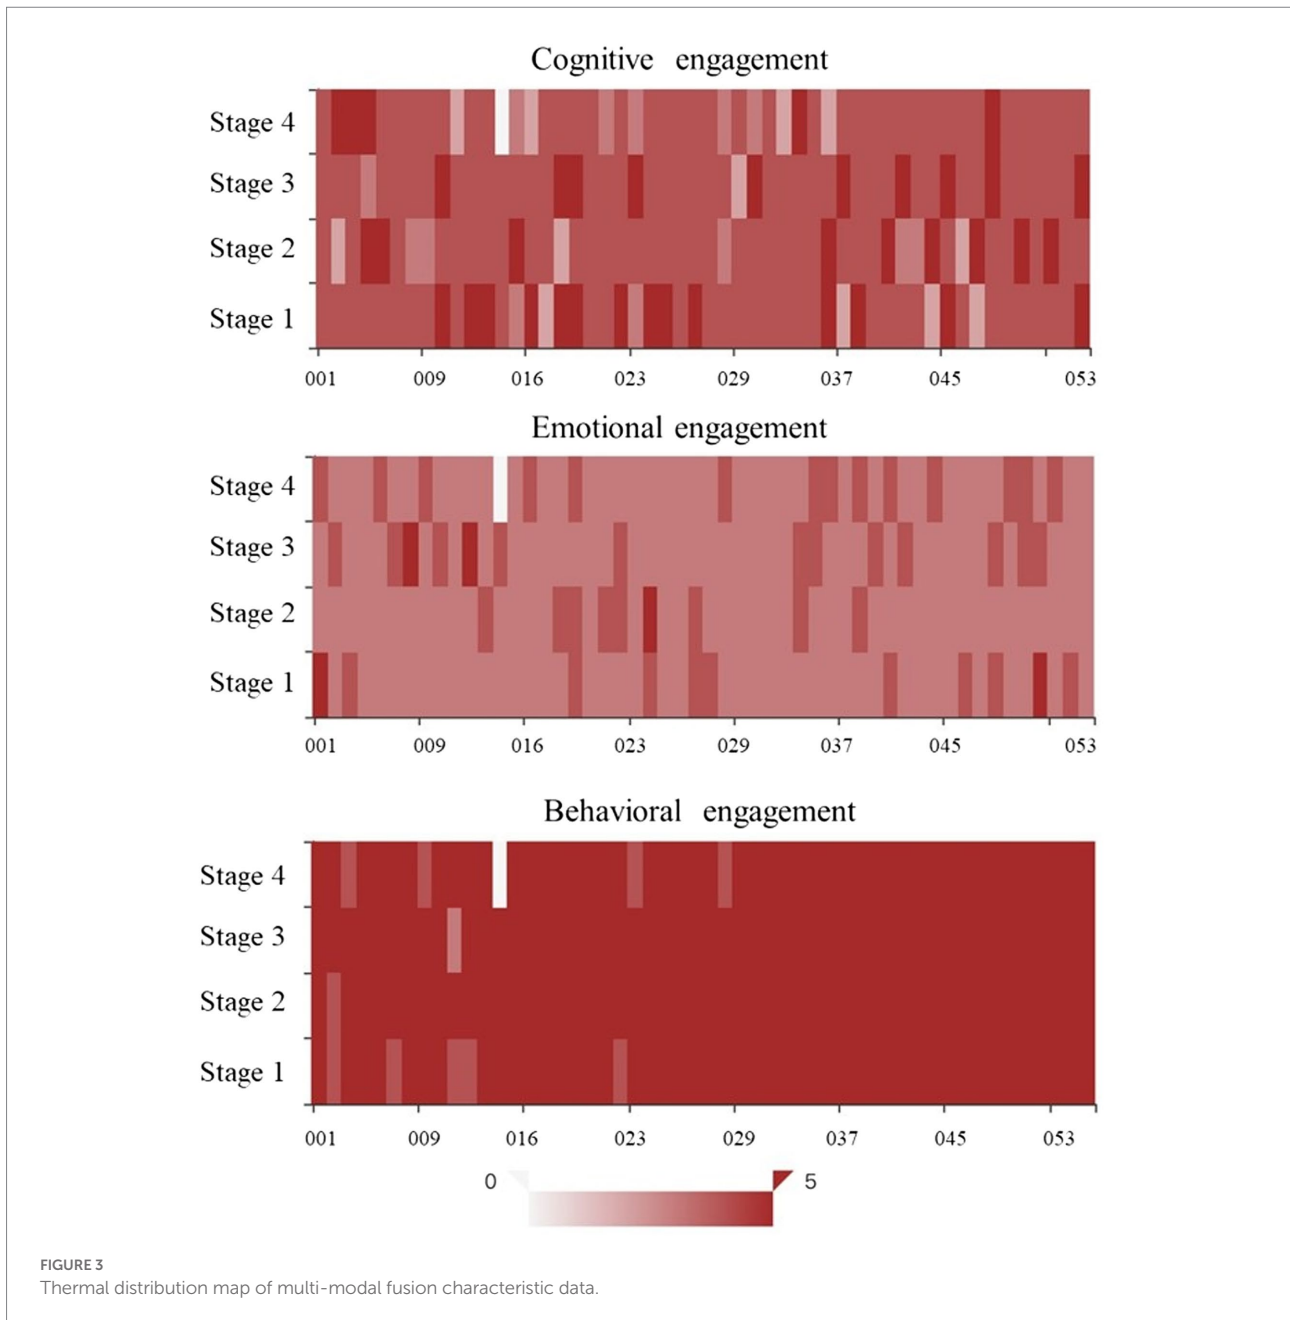 Cognitive engagement
Stage 4
Stage 3
Stage 2
Stage 1
001 009 016 023 029 037 045 053
Emotional engagement
Stage 4
Stage 3
Stage 2
Stage 1
001 009 016 023 029 037 045 053
Behavioral engagement
Stage 4
Stage 3
Stage 2
Stage 1
001 009 016 023 029 037 045 053
0 5
FIGURE 3
Thermal distribution map of multi-modal fusion characteristic data.